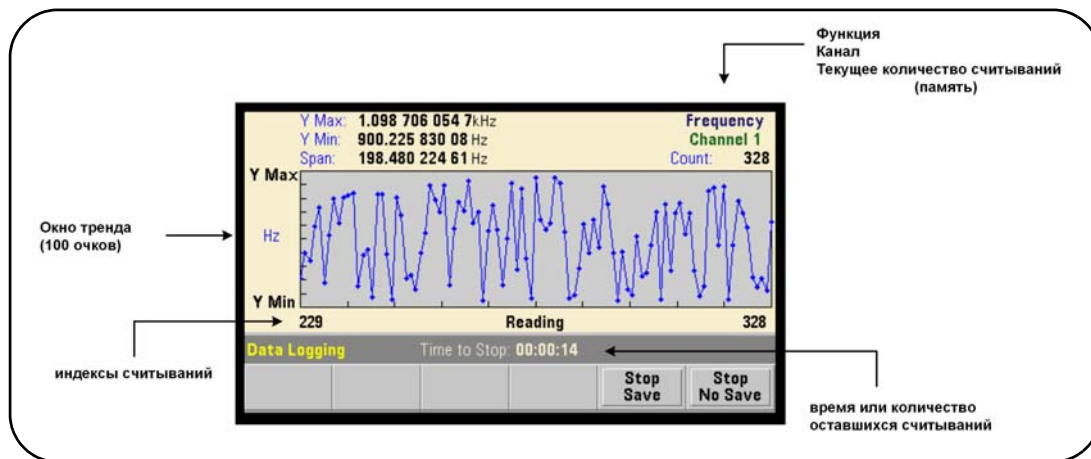 Функция
Канал
Текущее количество считываний
(память)
Y Max: 1.098 706 054 7kHz
Frequency
Y Min: 900.225 830 08 Hz
Channel 1
Span: 198.480 224 61 Hz
Count: 328
Y Max
Окно тренда
(100 очков)
Hz
Y Min
229 Reading 328
Data Logging Time to Stop: 00:00:14
индексы считываний
Stop
Save
Stop
No Save
время или количество
оставшихся считываний